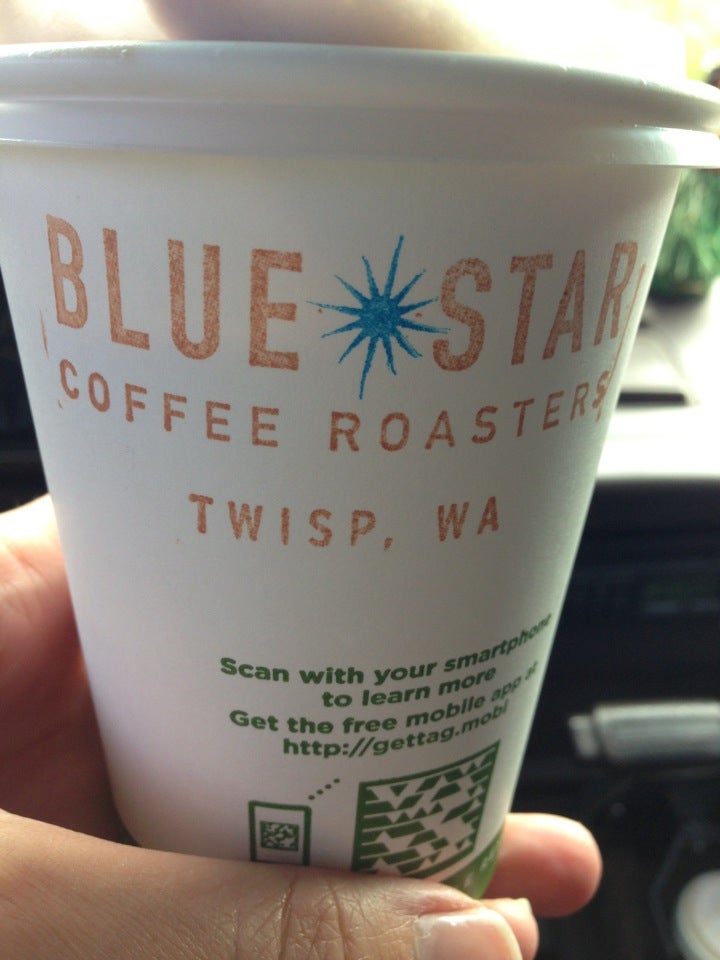 BLUE STAR
COFFEE ROASTERS
TWISP, WA
Scan with your smartphone
to learn more
Get the free mobile app at
http://gettag.mobi